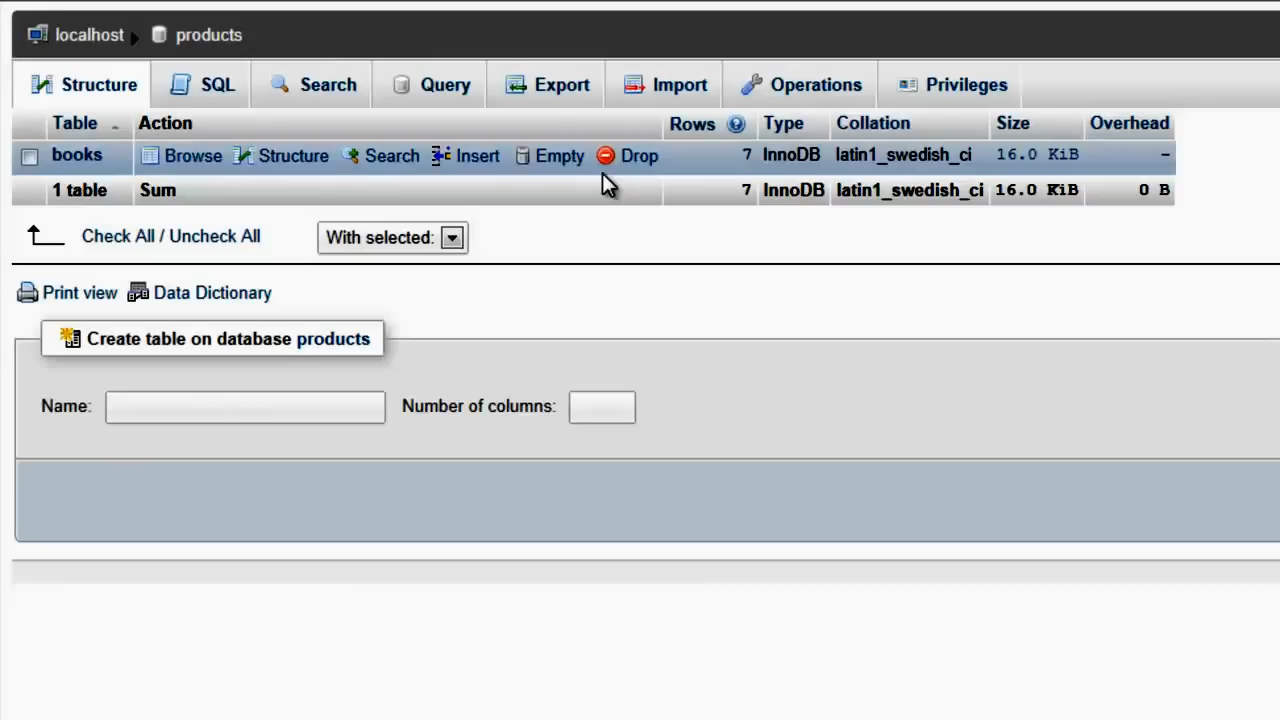 localhost products
Structure SQL Search Query Export Import Operations Privileges
Table Action Rows Type Collation Size Overhead
books Browse Structure Search Insert Empty Drop 7 InnoDB latin1_swedish_ci 16.0 KiB -
1 table Sum 7 InnoDB latin1_swedish_ci 16.0 KiB 0 B
Check All / Uncheck All With selected:
Print view Data Dictionary
Create table on database products
Name: Number of columns: